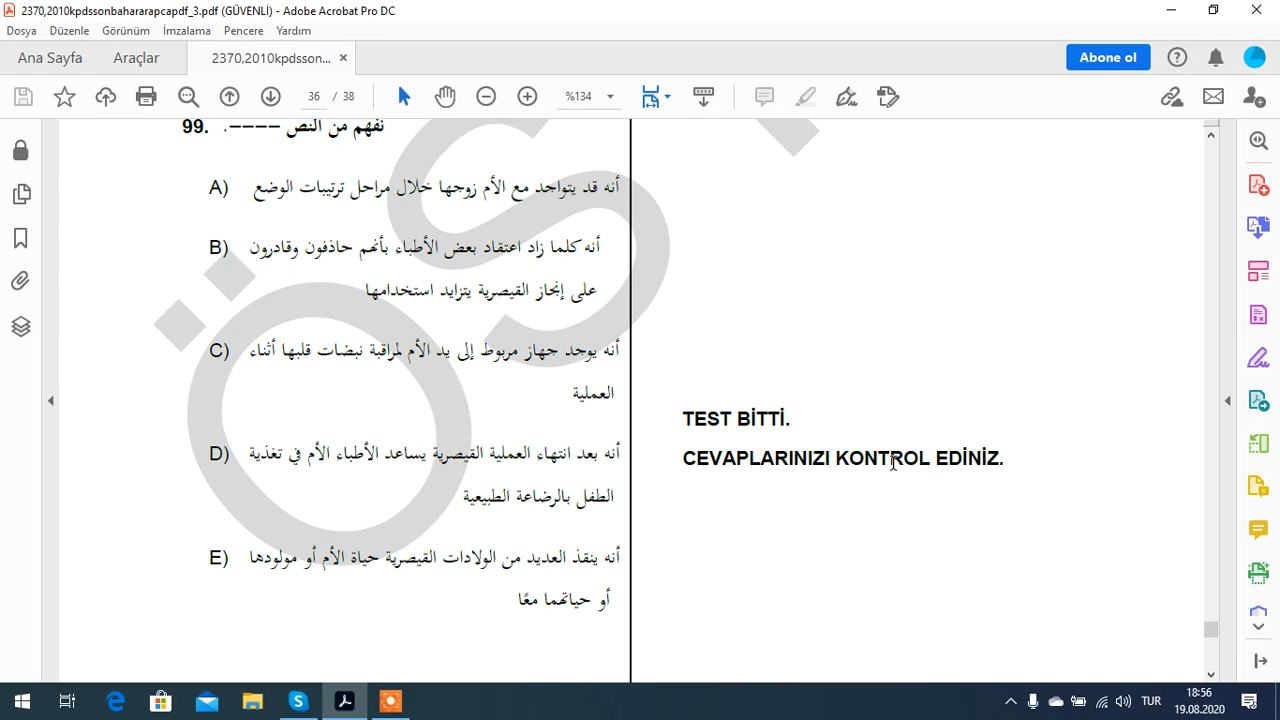 2370,2010kpdssonbahararapcapdf_3.pdf (GÜVENLİ) - Adobe Acrobat Pro DC
Dosya Düzenle Görünüm İmzalama Pencere Yardım
Ana Sayfa Araçlar 2370,2010kpdsson... × Abone ol
36 / 38 %134
99. نفهم من النص ----.
A) أنه قد يتواجد مع الأم زوجها خلال مراحل ترتيبات الوضع
B) أنه كلما زاد اعتقاد بعض الأطباء بأنهم حاذفون وقادرون
على إنجاز القيصرية يتزايد استخدامها
C) أنه يوجد جهاز مربوط إلى يد الأم لمراقبة نبضات قلبها أثناء
العملية
D) أنه بعد انتهاء العملية القيصرية يساعد الأطباء الأم في تغذية
الطفل بالرضاعة الطبيعية
E) أنه ينقذ العديد من الولادات القيصرية حياة الأم أو مولودها
أو حياتهما معًا
TEST BİTTİ.
CEVAPLARINIZI KONTROL EDİNİZ.
TUR
18:56
19.08.2020